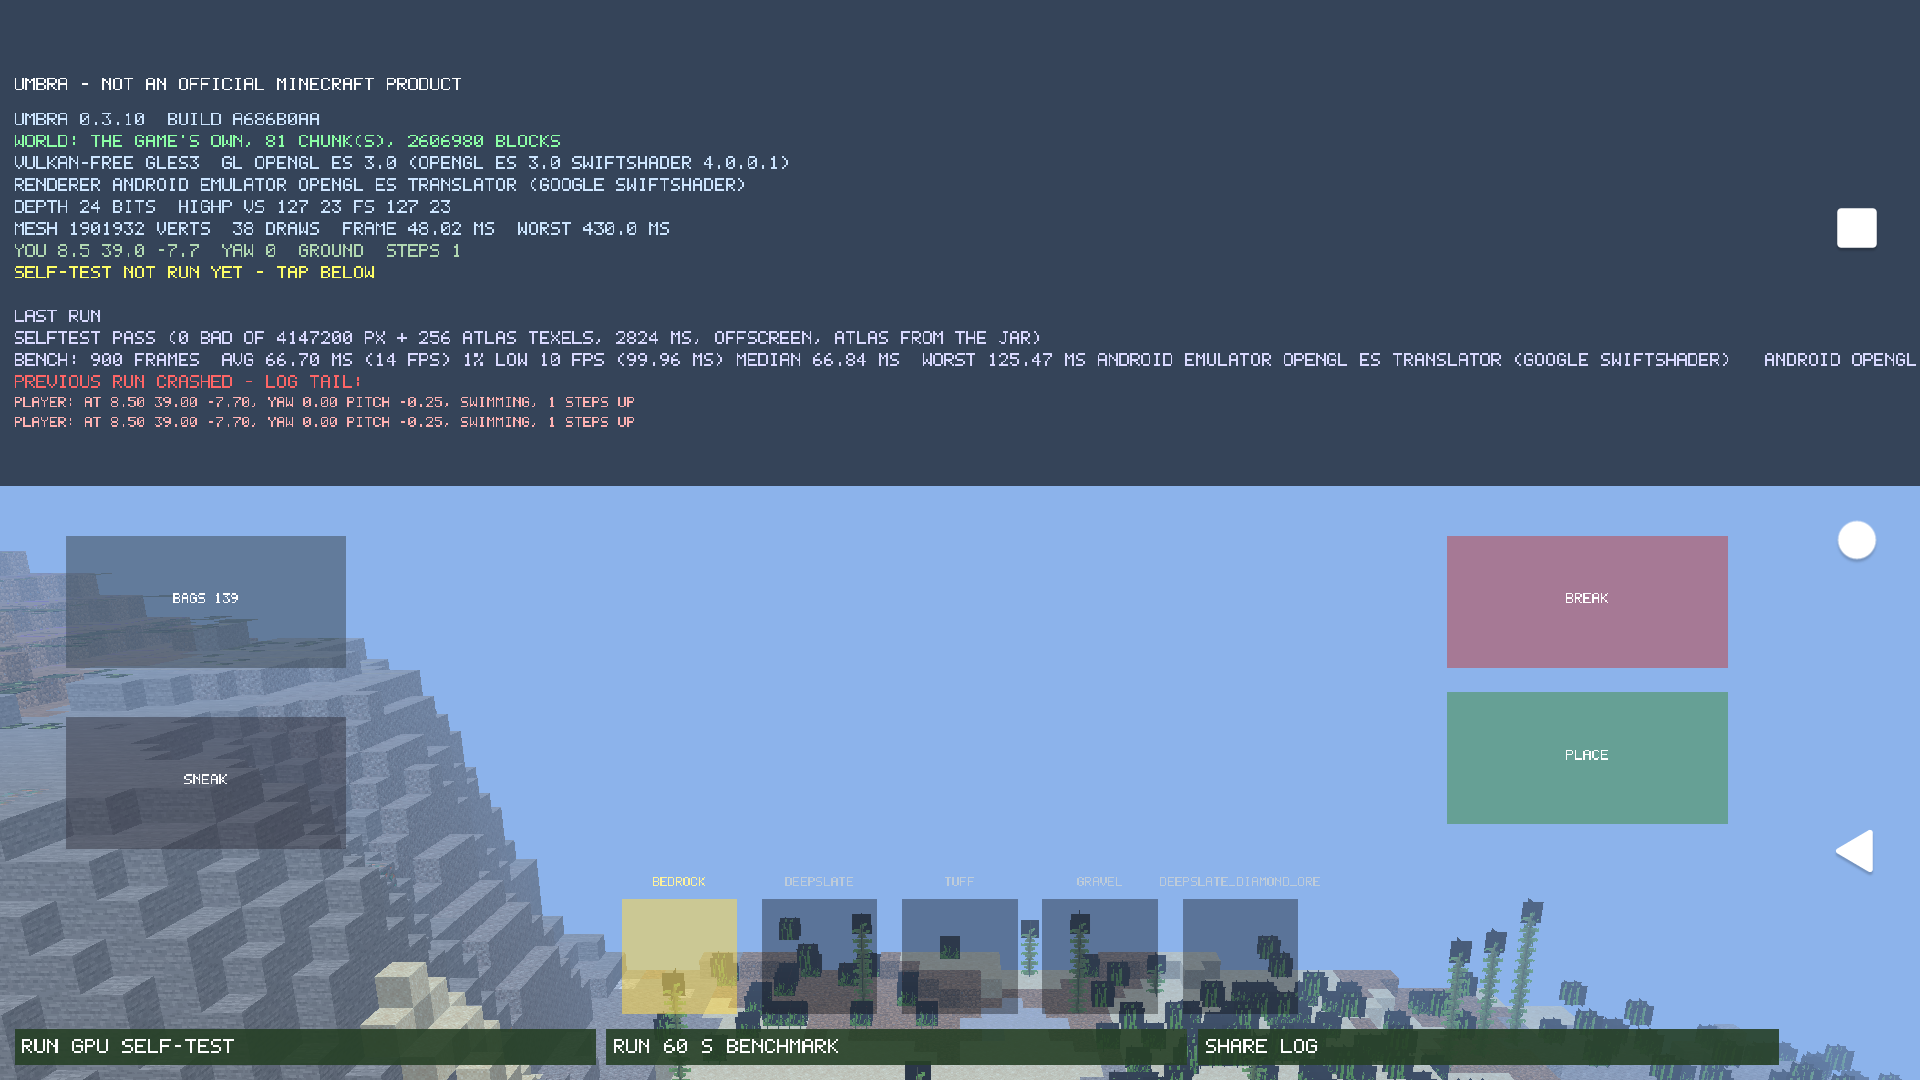 UMBRA - NOT AN OFFICIAL MINECRAFT PRODUCT
UMBRA 0.3.10 BUILD A686B0AA
WORLD: THE GAME'S OWN, 81 CHUNK(S), 2606980 BLOCKS
VULKAN-FREE GLES3 GL OPENGL ES 3.0 (OPENGL ES 3.0 SWIFTSHADER 4.0.0.1)
RENDERER ANDROID EMULATOR OPENGL ES TRANSLATOR (GOOGLE SWIFTSHADER)
DEPTH 24 BITS HIGHP VS 127 23 FS 127 23
MESH 1901932 VERTS 38 DRAWS FRAME 48.02 MS WORST 430.0 MS
YOU 8.5 39.0 -7.7 YAW 0 GROUND STEPS 1
SELF-TEST NOT RUN YET - TAP BELOW
LAST RUN
SELFTEST PASS (0 BAD OF 4147200 PX + 256 ATLAS TEXELS, 2824 MS, OFFSCREEN, ATLAS FROM THE JAR)
BENCH: 900 FRAMES AVG 66.70 MS (14 FPS) 1% LOW 10 FPS (99.96 MS) MEDIAN 66.84 MS WORST 125.47 MS ANDROID EMULATOR OPENGL ES TRANSLATOR (GOOGLE SWIFTSHADER) ANDROID OPENGL
PREVIOUS RUN CRASHED - LOG TAIL:
PLAYER: AT 8.50 39.00 -7.70, YAW 0.00 PITCH -0.25, SWIMMING, 1 STEPS UP
PLAYER: AT 8.50 39.00 -7.70, YAW 0.00 PITCH -0.25, SWIMMING, 1 STEPS UP
BAGS 139
BREAK
SNEAK
PLACE
BEDROCK DEEPSLATE TUFF GRAVEL DEEPSLATE_DIAMOND_ORE
RUN GPU SELF-TEST RUN 60 S BENCHMARK SHARE LOG